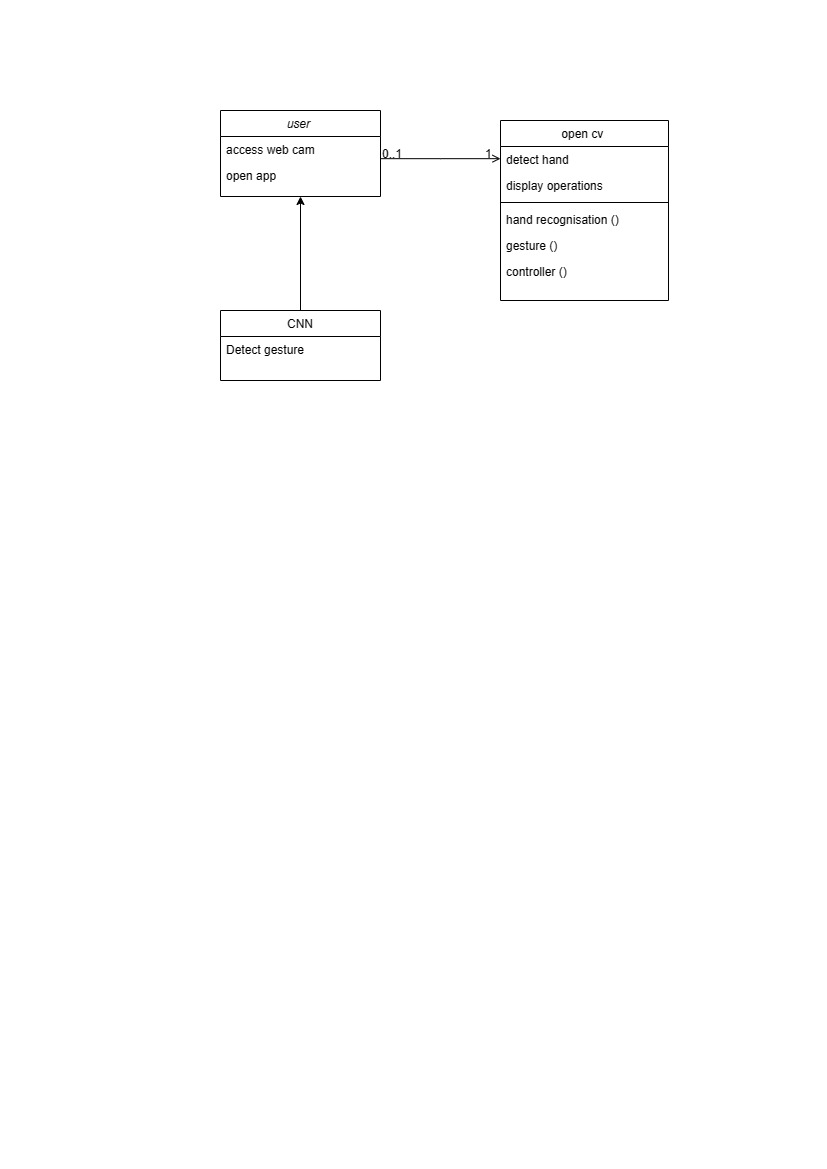 user
access web cam
open app
0..1
1
open cv
detect hand
display operations
hand recognisation ()
gesture ()
controller ()
CNN
Detect gesture